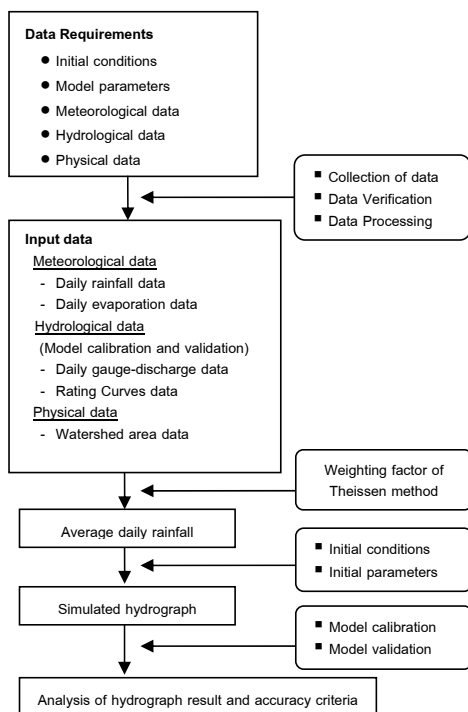 Data Requirements
● Initial conditions
● Model parameters
● Meteorological data
● Hydrological data
● Physical data
▪ Collection of data
▪ Data Verification
▪ Data Processing
Input data
Meteorological data
- Daily rainfall data
- Daily evaporation data
Hydrological data
(Model calibration and validation)
- Daily gauge-discharge data
- Rating Curves data
Physical data
- Watershed area data
Weighting factor of
Theissen method
Average daily rainfall
▪ Initial conditions
▪ Initial parameters
Simulated hydrograph
▪ Model calibration
▪ Model validation
Analysis of hydrograph result and accuracy criteria